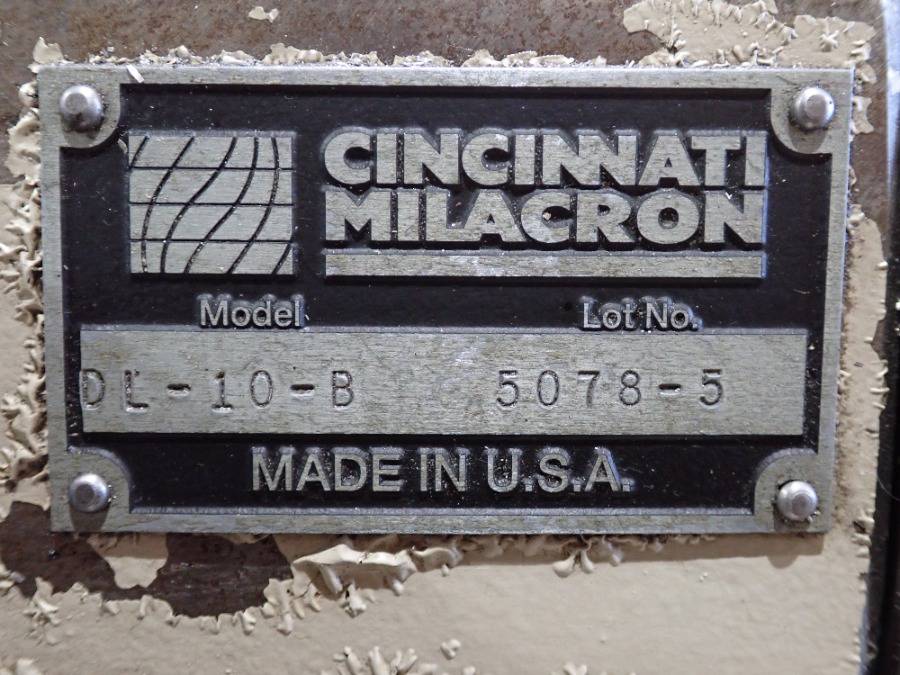 CINCINNATI
MILACRON
Model Lot No.
DL-10-B 5078-5
MADE IN U.S.A.